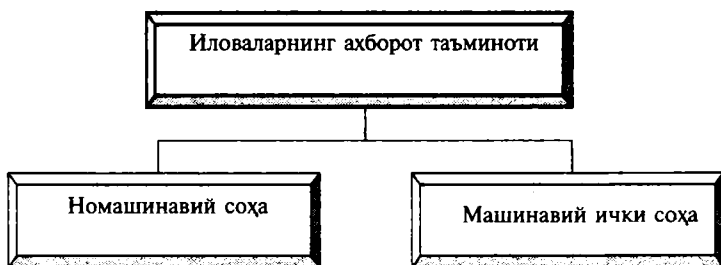 Иловаларнинг ахборот таъминоти
Номашинавий соҳа
Машинавий ички соҳа